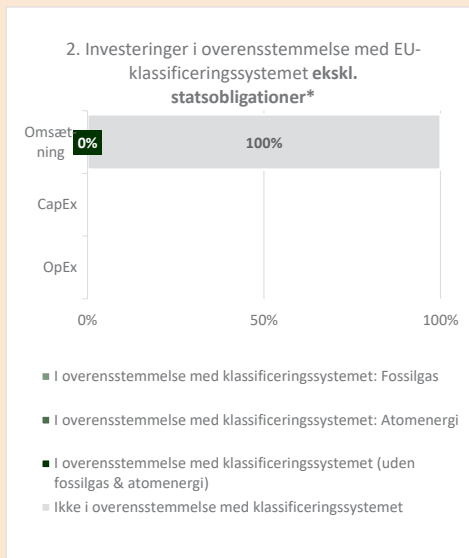 2. Investeringer i overensstemmelse med EU-
klassificeringssystemet ekskl.
statsobligationer*
Omsæt-
ning
0%
100%
CapEx
OpEx
0%
50%
100%
I overensstemmelse med klassificeringssystemet: Fossilgas
I overensstemmelse med klassificeringssystemet: Atomenergi
I overensstemmelse med klassificeringssystemet (uden
fossilgas & atomenergi)
Ikke i overensstemmelse med klassificeringssystemet